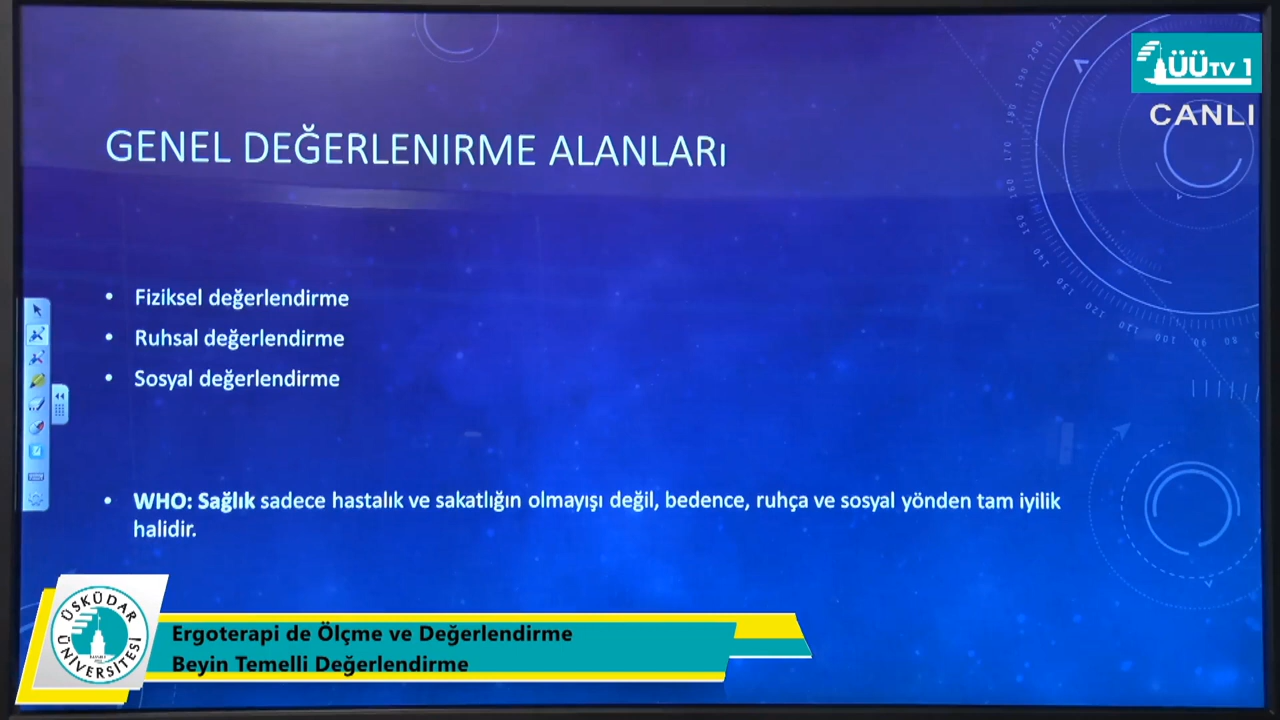 ÜÜTV 1
CANLI
GENEL DEĞERLENIRME ALANLARı
• Fiziksel değerlendirme
• Ruhsal değerlendirme
• Sosyal değerlendirme
• WHO: Sağlık sadece hastalık ve sakatlığın olmayışı değil, bedence, ruhça ve sosyal yönden tam iyilik
halidir.
ÜSKÜDAR
ÜNİVERSİTESİ
Ergoterapi de Ölçme ve Değerlendirme
Beyin Temelli Değerlendirme